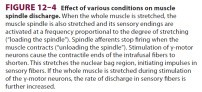 FIGURE 12–4 Effect of various conditions on muscle
spindle discharge. When the whole muscle is stretched, the
muscle spindle is also stretched and its sensory endings are
activated at a frequency proportional to the degree of stretching
(“loading the spindle”). Spindle afferents stop firing when the
muscle contracts (“unloading the spindle”). Stimulation of γ-motor
neurons cause the contractile ends of the intrafusal fibers to
shorten. This stretches the nuclear bag region, initiating impulses in
sensory fibers. If the whole muscle is stretched during stimulation
of the γ-motor neurons, the rate of discharge in sensory fibers is
further increased.